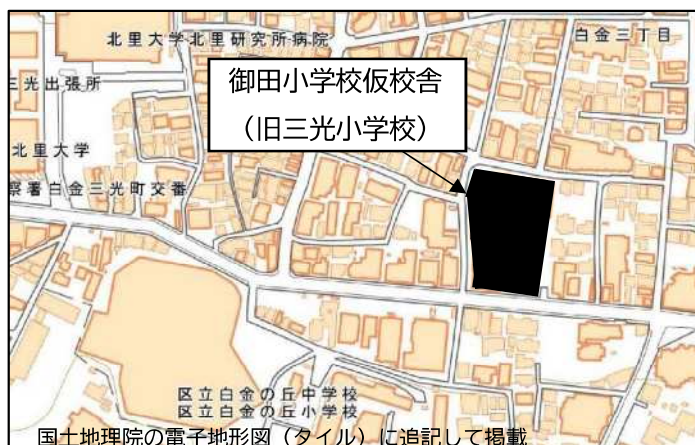 北里大学北里研究所病院
白金三丁目
三光出張所
御田小学校仮校舎
（旧三光小学校）
北里大学
察署白金三光町交番
区立白金の丘中学校
区立白金の丘小学校
国土地理院の電子地形図（タイル）に追記して掲載